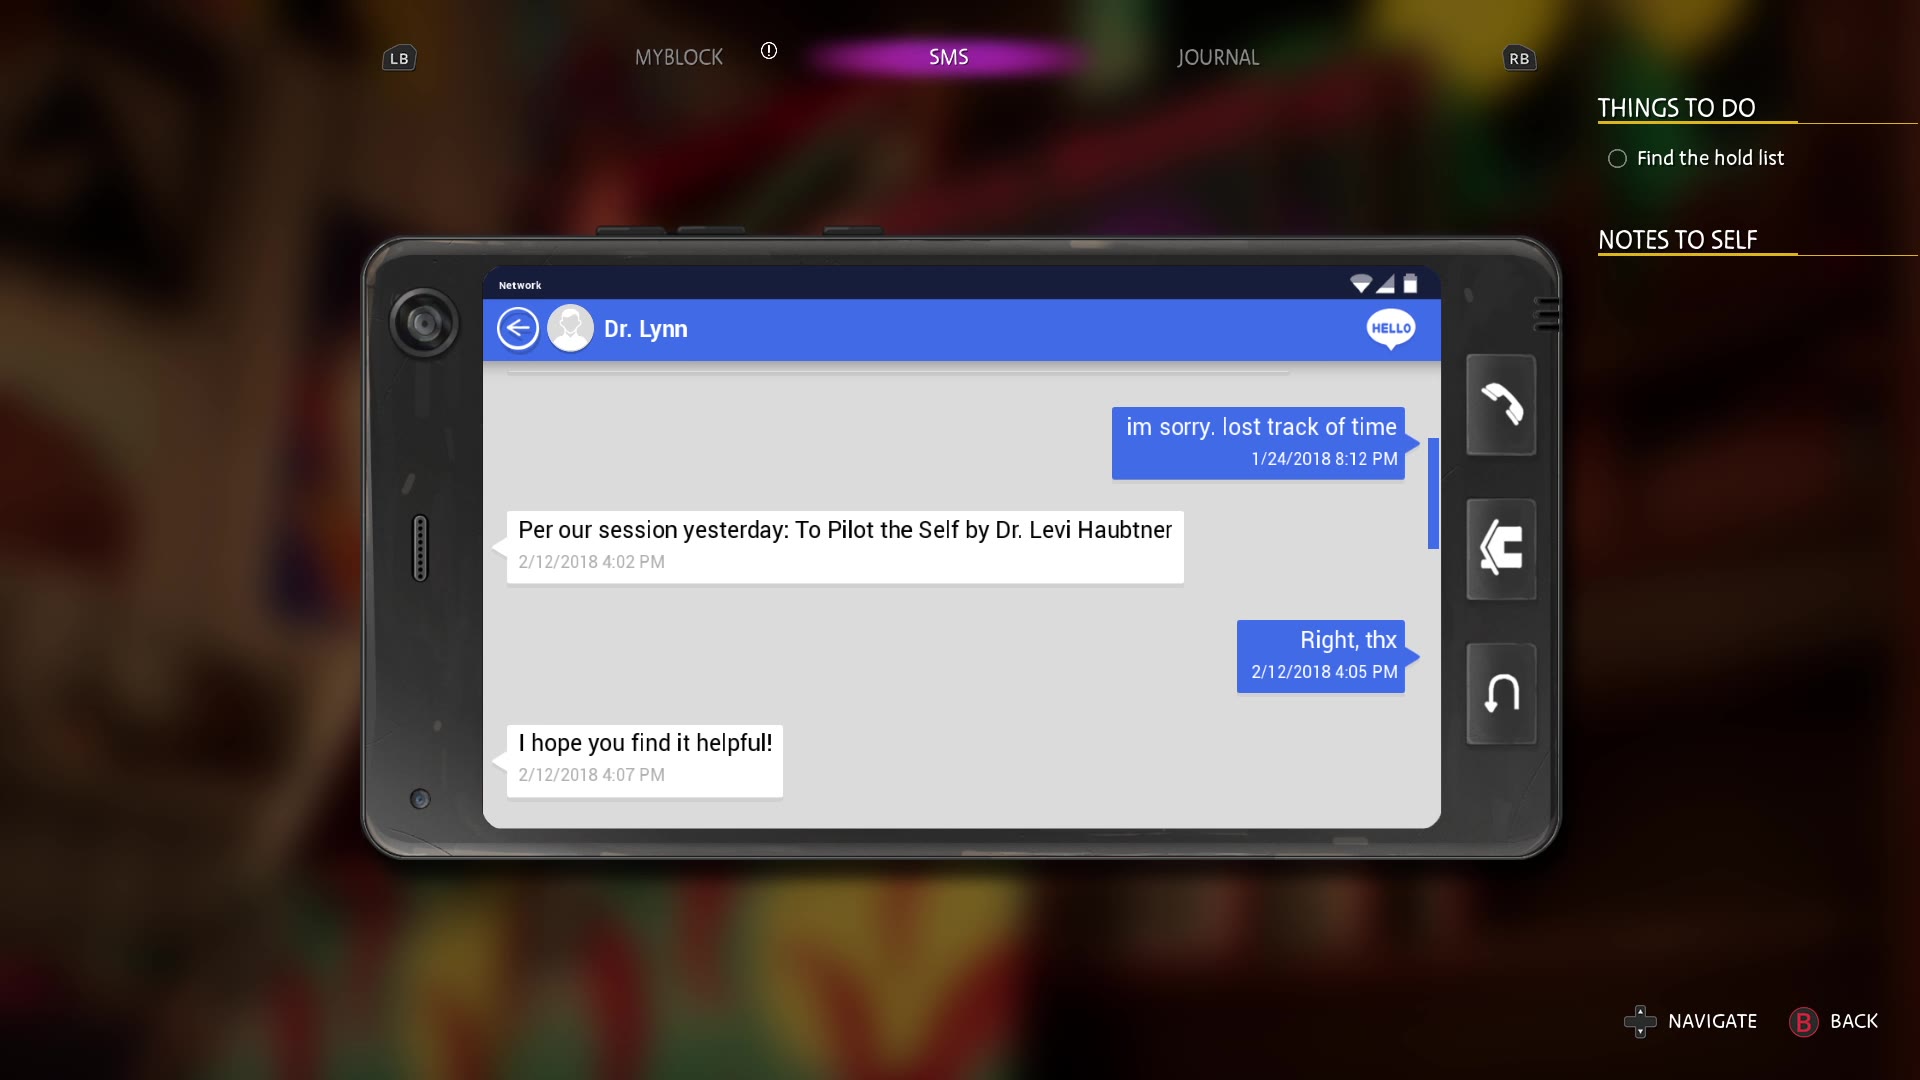 LB
MYBLOCK
SMS
JOURNAL
RB
THINGS TO DO
Find the hold list
NOTES TO SELF
Network
Dr. Lynn
HELLO
im sorry. lost track of time
1/24/2018 8:12 PM
Per our session yesterday: To Pilot the Self by Dr. Levi Haubtner
2/12/2018 4:02 PM
Right, thx
2/12/2018 4:05 PM
I hope you find it helpful!
2/12/2018 4:07 PM
NAVIGATE
B BACK